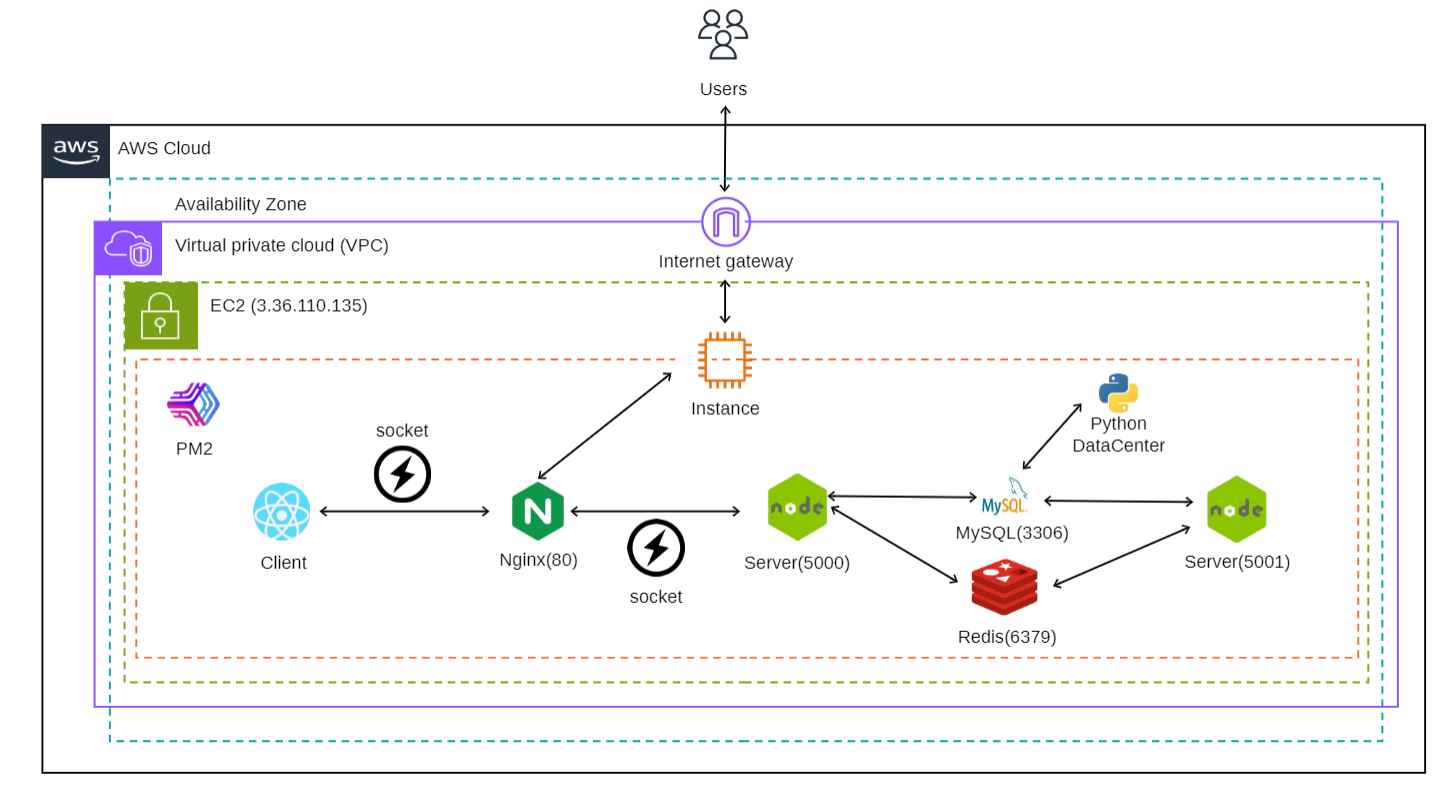 Users
aws
AWS Cloud
Availability Zone
Virtual private cloud (VPC)
Internet gateway
EC2 (3.36.110.135)
Instance
PM2
Python
DataCenter
socket
Client
N
Nginx(80)
socket
node
Server(5000)
MySQL
MySQL(3306)
Redis(6379)
node
Server(5001)